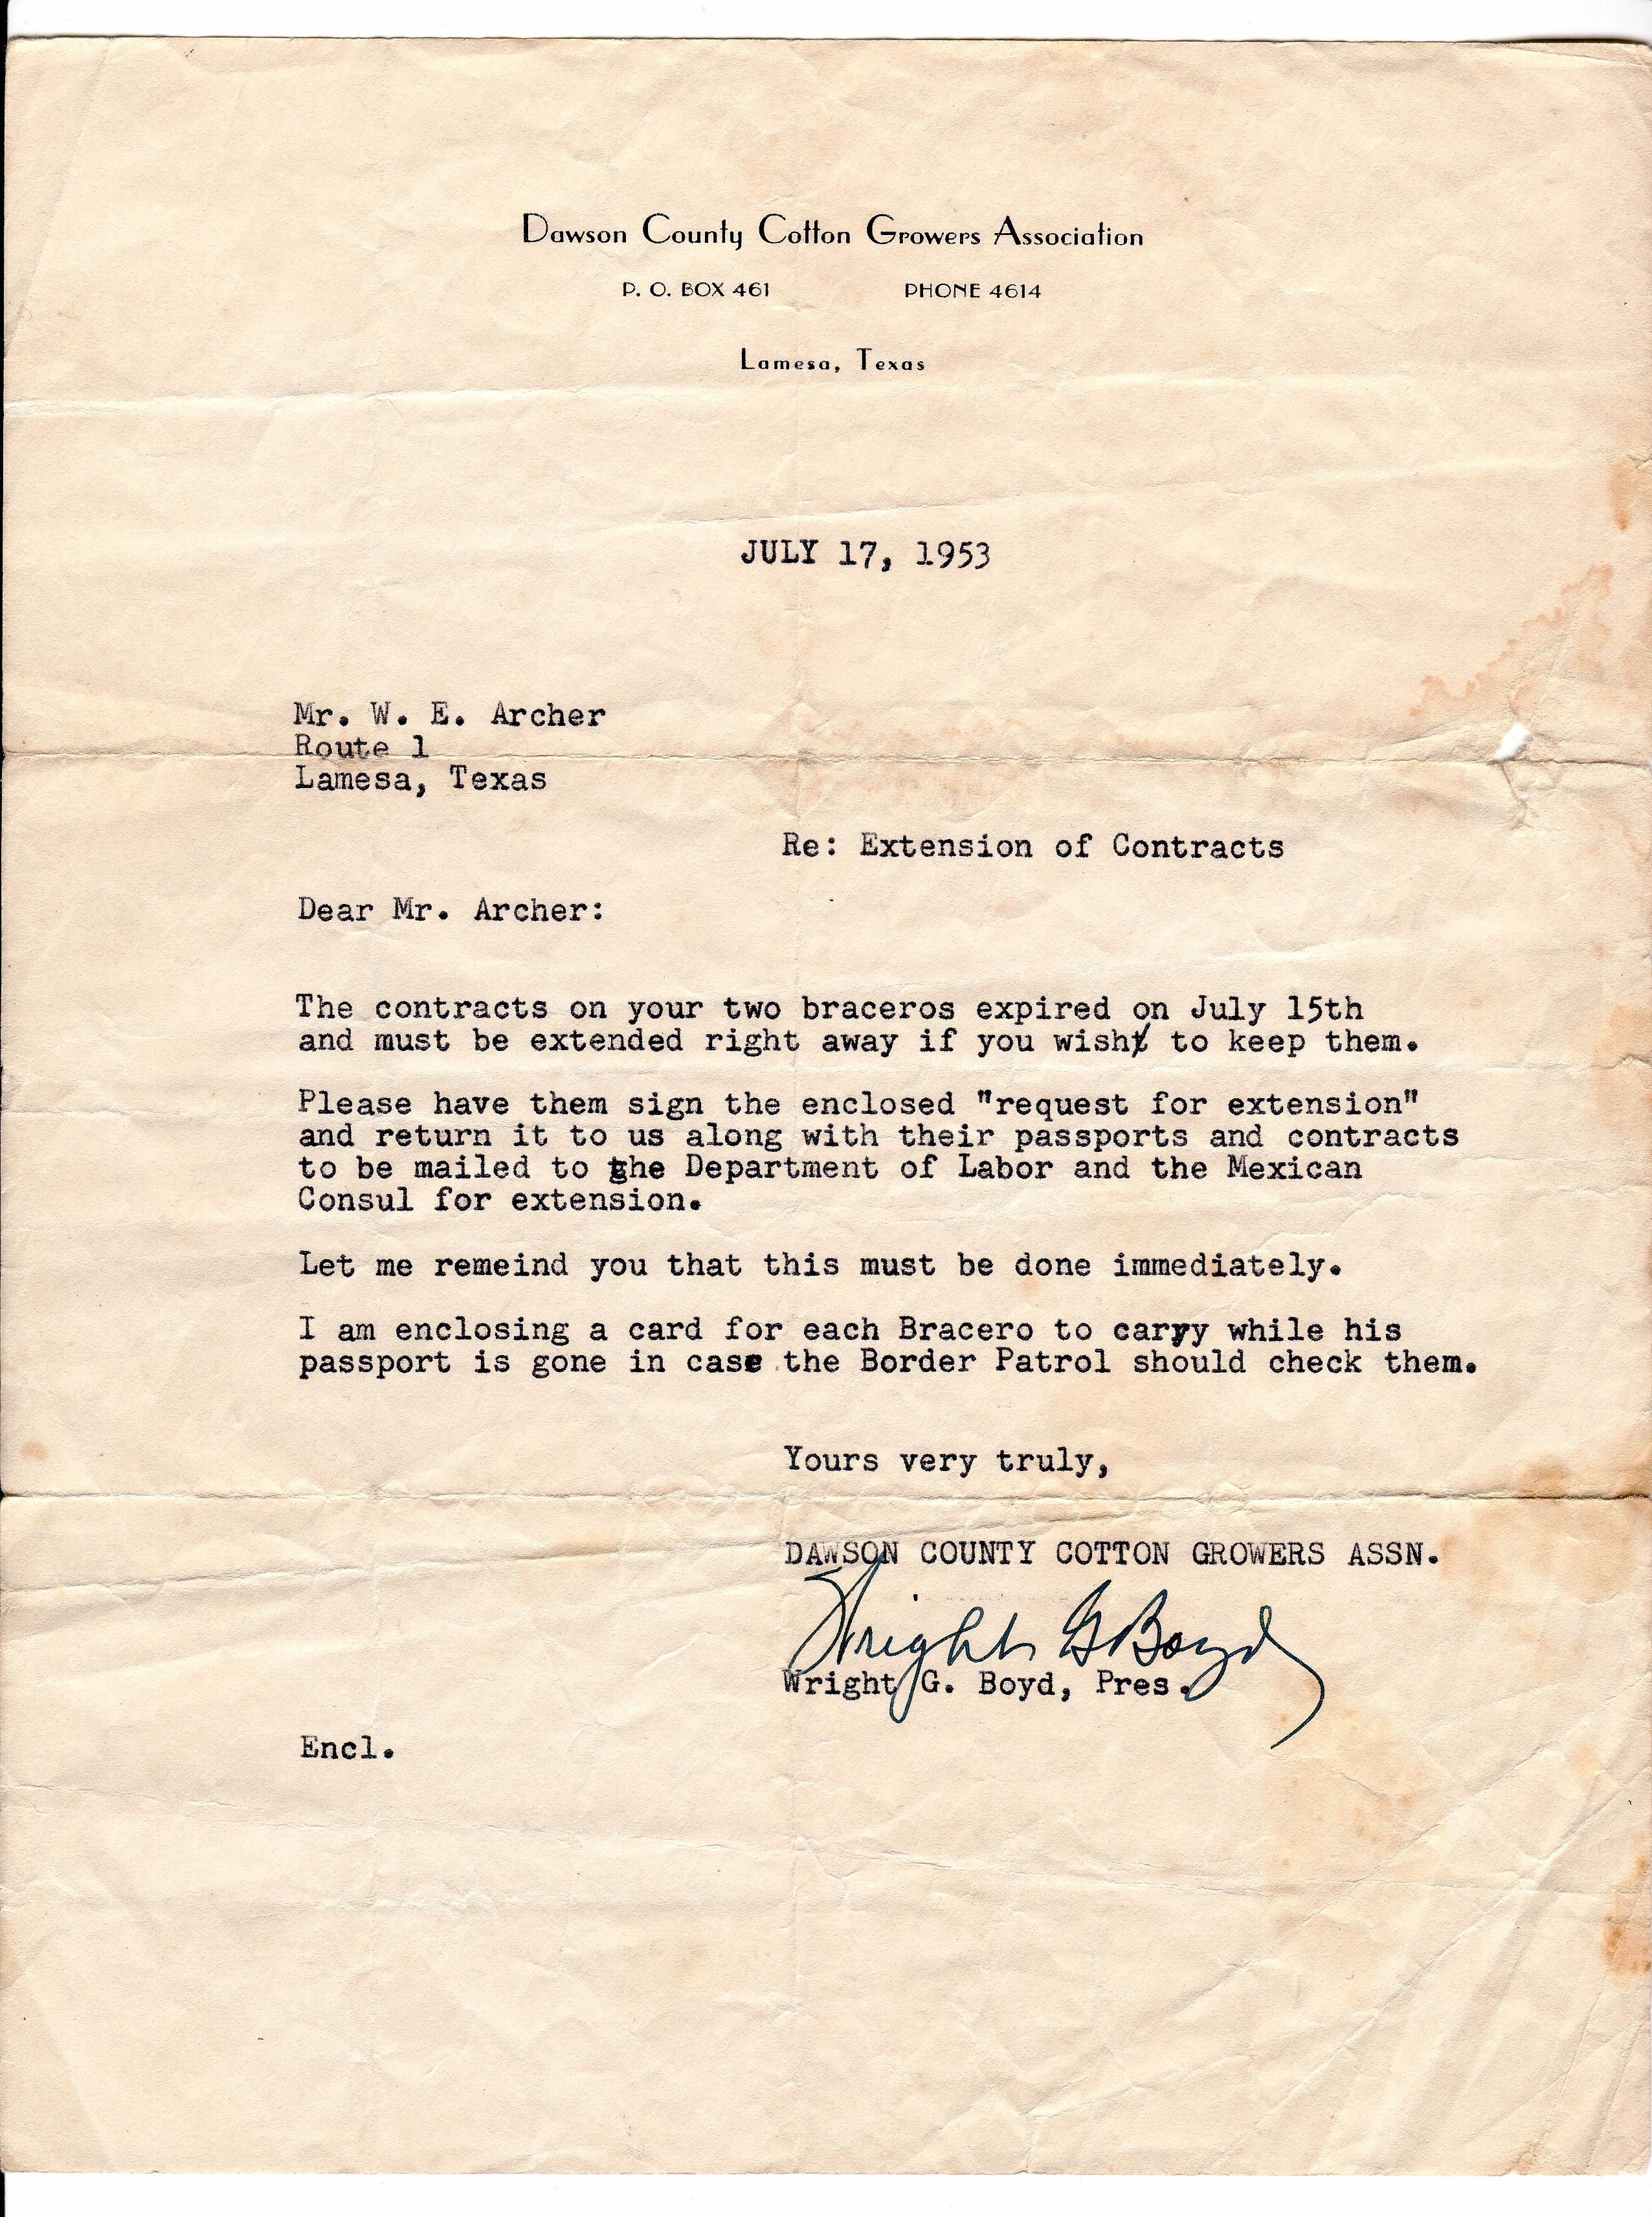 Dawson County Cotton Growers Association
P. O. BOX 461 PHONE 4614
Lamesa, Texas
JULY 17, 1953
Mr. W. E. Archer
Route 1
Lamesa, Texas
Re: Extension of Contracts
Dear Mr. Archer:
The contracts on your two braceros expired on July 15th
and must be extended right away if you wish to keep them.
Please have them sign the enclosed "request for extension"
and return it to us along with their passports and contracts
to be mailed to the Department of Labor and the Mexican
Consul for extension.
Let me remeind you that this must be done immediately.
I am enclosing a card for each Bracero to carry while his
passport is gone in case the Border Patrol should check them.
Yours very truly,
DAWSON COUNTY COTTON GROWERS ASSN.
Wright G Boyd
Wright G. Boyd, Pres.
Encl.